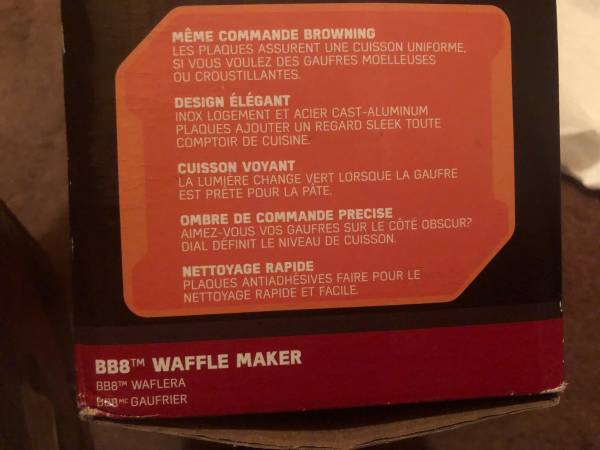 MÊME COMMANDE BROWNING
LES PLAQUES ASSURENT UNE CUISSON UNIFORME,
SI VOUS VOULEZ DES GAUFRES MOELLEUSES
OU CROUSTILLANTES.
DESIGN ÉLÉGANT
INOX LOGEMENT ET ACIER CAST-ALUMINUM
PLAQUES AJOUTER UN REGARD SLEEK TOUTE
COMPTOIR DE CUISINE.
CUISSON VOYANT
LA LUMIERE CHANGE VERT LORSQUE LA GAUFRE
EST PRÊTE POUR LA PÂTE.
OMBRE DE COMMANDE PRECISE
AIMEZ-VOUS VOS GAUFRES SUR LE CÔTÉ OBSCUR?
DIAL DÉFINIT LE NIVEAU DE CUISSON.
NETTOYAGE RAPIDE
PLAQUES ANTIADHÉSIVES FAIRE POUR LE
NETTOYAGE RAPIDE ET FACILE.
BB8™ WAFFLE MAKER
BB8™ WAFLERA
BB8MC GAUFRIER